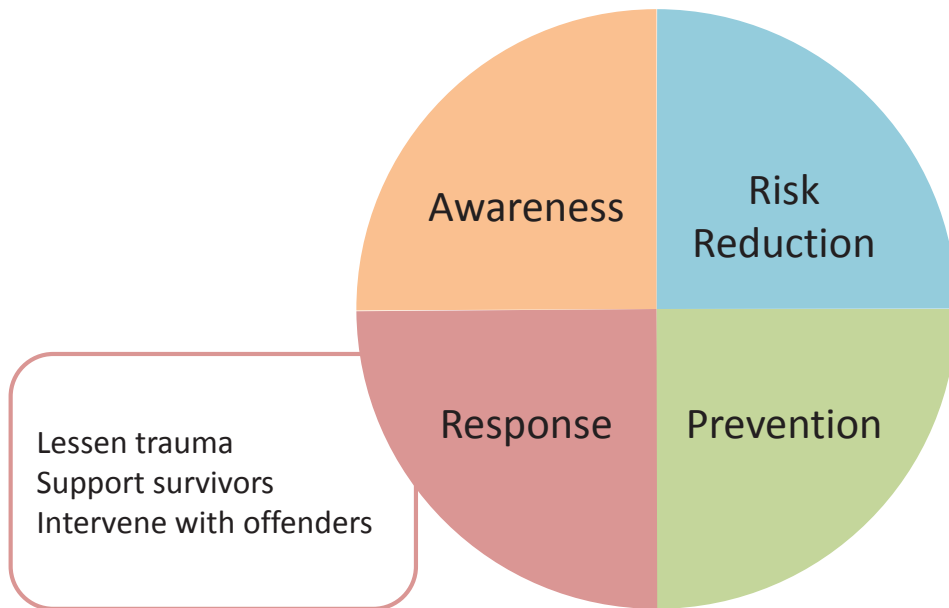 Awareness
Risk
Reduction
Response
Prevention
Lessen trauma
Support survivors
Intervene with offenders